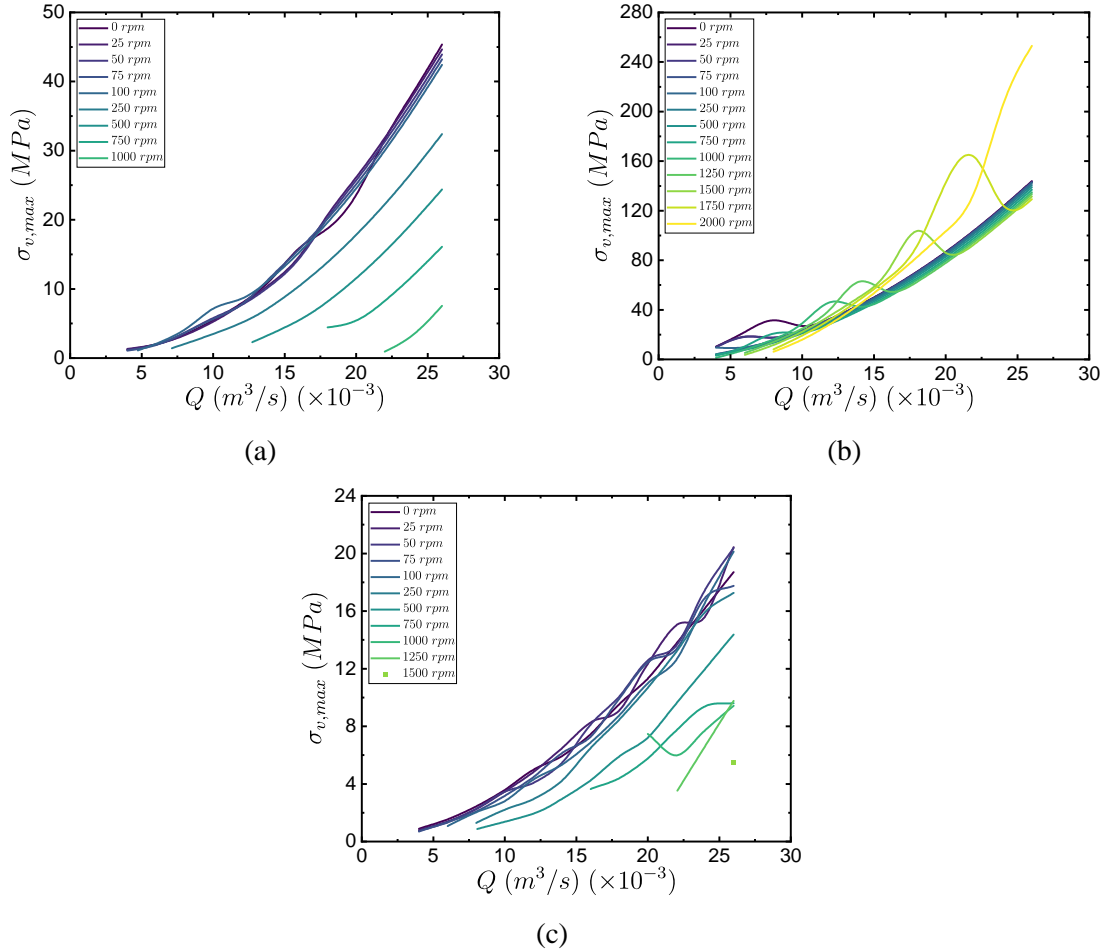 50
40
30
20
10
0
0 5 10 15 20 25 30
σ_{v,max} (MPa)
Q (m^3/s) (×10^{-3})
0 rpm
25 rpm
50 rpm
75 rpm
100 rpm
250 rpm
500 rpm
750 rpm
1000 rpm
(a)
280
240
200
160
120
80
40
0
0 5 10 15 20 25 30
σ_{v,max} (MPa)
Q (m^3/s) (×10^{-3})
0 rpm
25 rpm
50 rpm
75 rpm
100 rpm
250 rpm
500 rpm
750 rpm
1000 rpm
1250 rpm
1500 rpm
1750 rpm
2000 rpm
(b)
24
20
16
12
8
4
0
0 5 10 15 20 25 30
σ_{v,max} (MPa)
Q (m^3/s) (×10^{-3})
0 rpm
25 rpm
50 rpm
75 rpm
100 rpm
250 rpm
500 rpm
750 rpm
1000 rpm
1250 rpm
1500 rpm
(c)